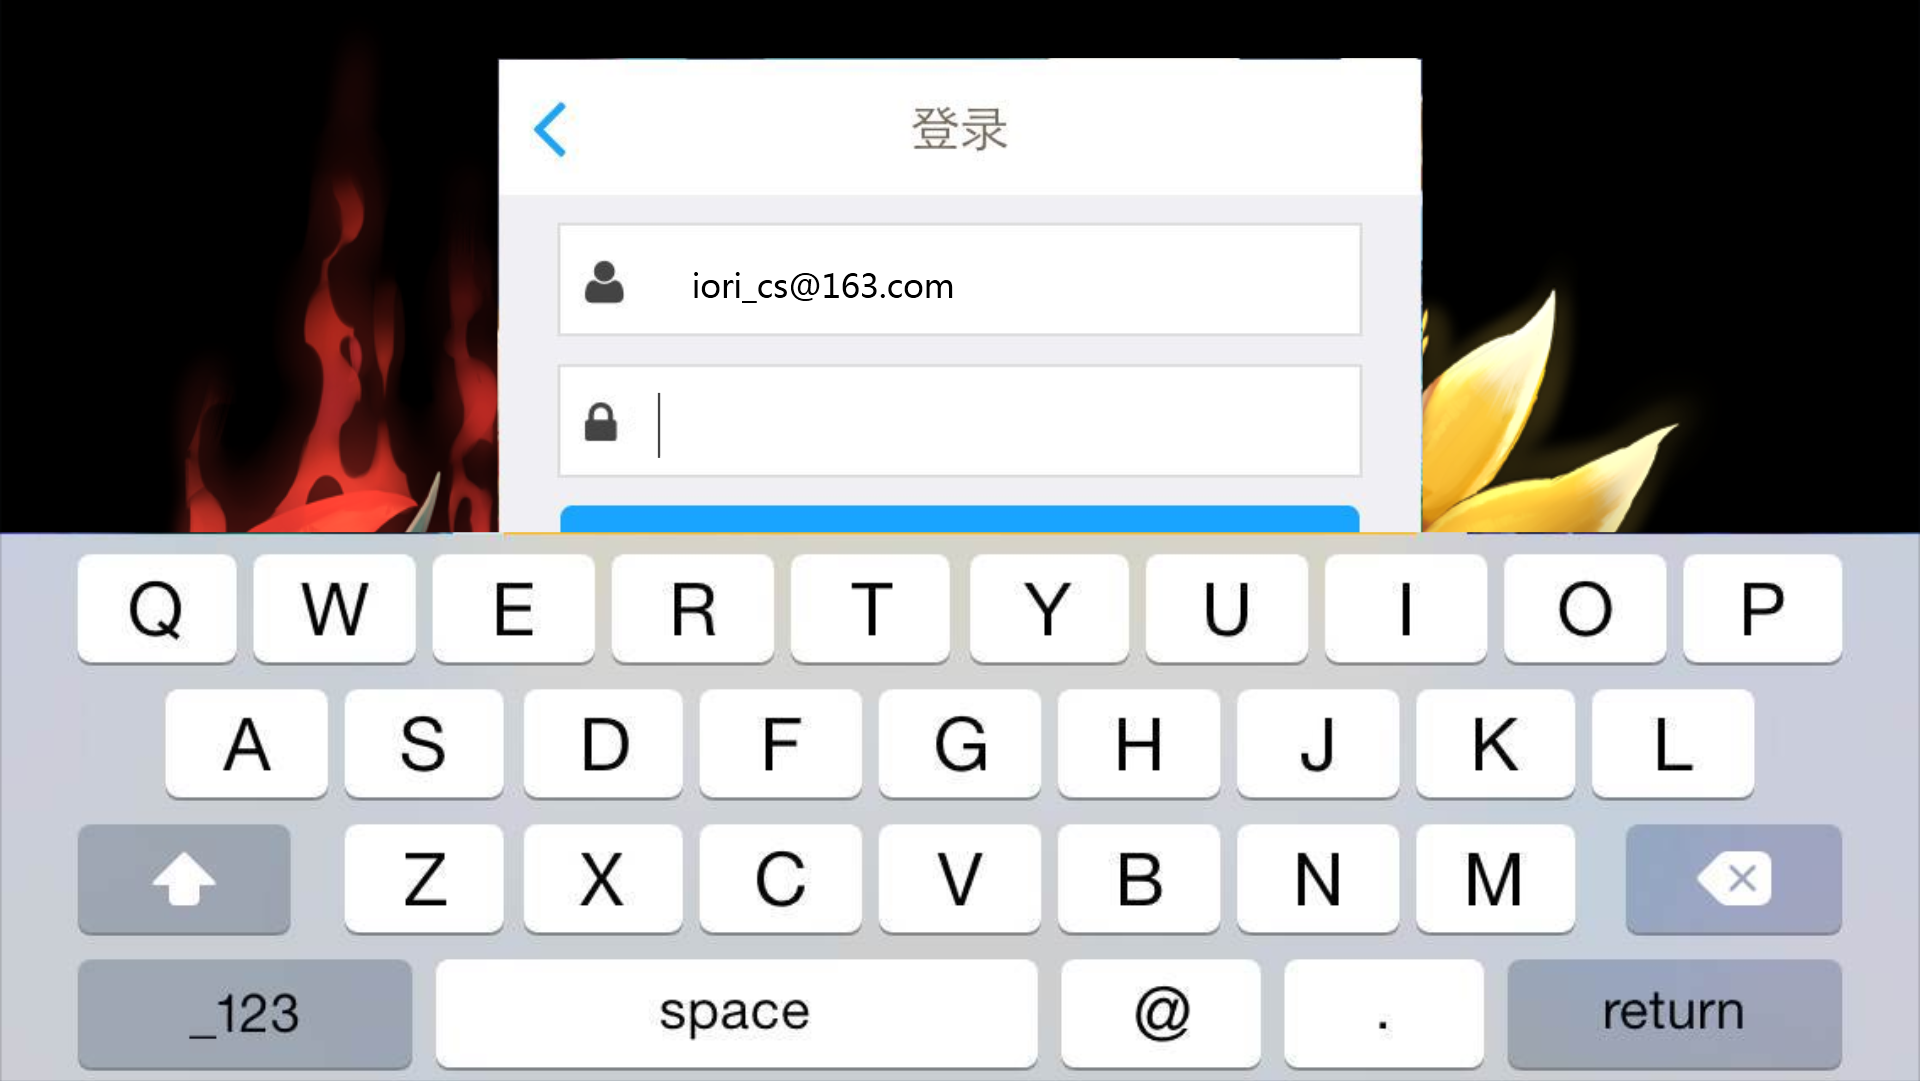 登录
iori_cs@163.com
Q W E R T Y U I O P
A S D F G H J K L
Z X C V B N M
_123 space @ . return